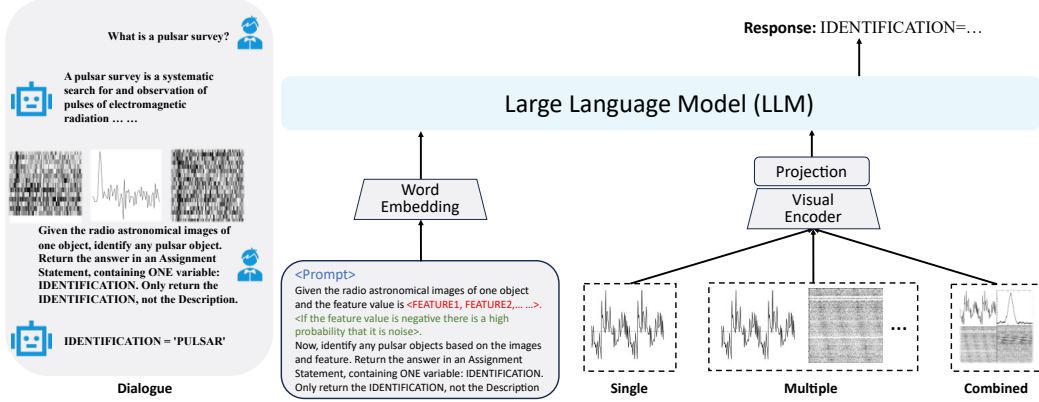 What is a pulsar survey?
A pulsar survey is a systematic
search for and observation of
pulses of electromagnetic
radiation … …
Given the radio astronomical images of
one object, identify any pulsar object.
Return the answer in an Assignment
Statement, containing ONE variable:
IDENTIFICATION. Only return the
IDENTIFICATION, not the Description.
IDENTIFICATION = 'PULSAR'
Dialogue
Response: IDENTIFICATION=…
Large Language Model (LLM)
Word
Embedding
Projection
Visual
Encoder
<Prompt>
Given the radio astronomical images of one object
and the feature value is <FEATURE1, FEATURE2,… …>.
<If the feature value is negative there is a high
probability that it is noise>.
Now, identify any pulsar objects based on the images
and feature. Return the answer in an Assignment
Statement, containing ONE variable: IDENTIFICATION.
Only return the IDENTIFICATION, not the Description
...
Single
Multiple
Combined